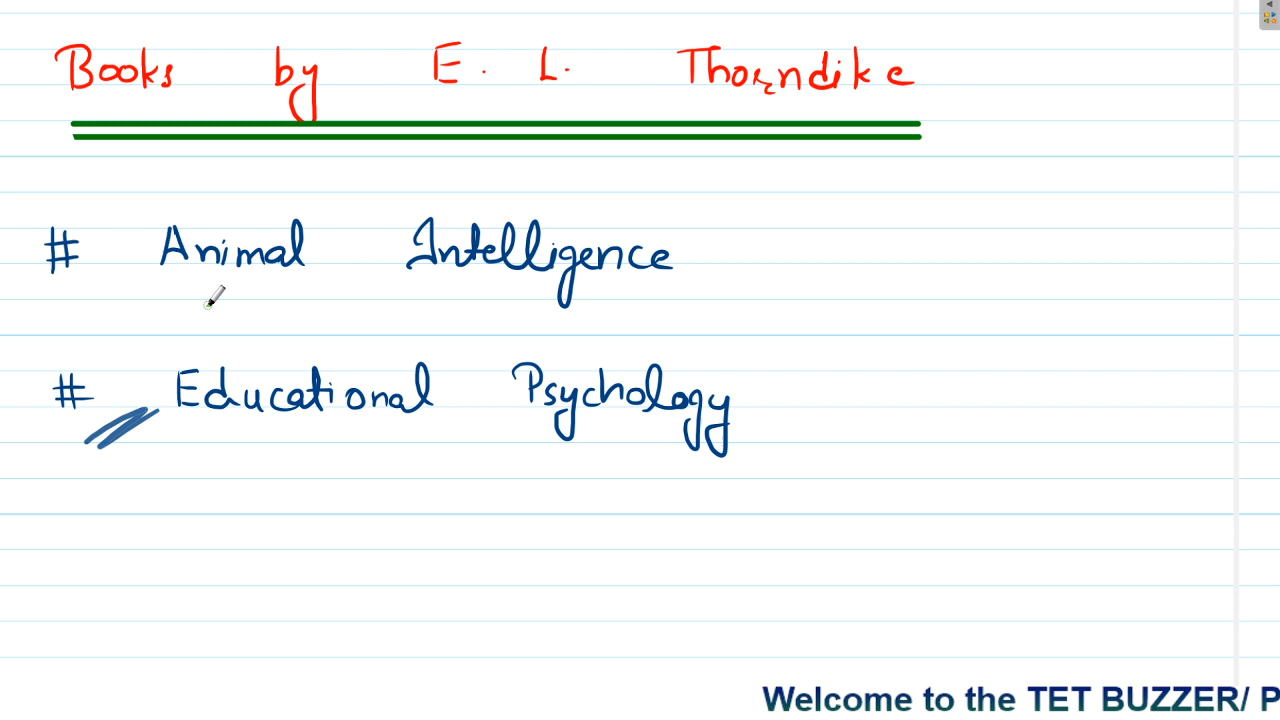 Books by E. L. Thorndike
# Animal Intelligence
# Educational Psychology
Welcome to the TET BUZZER/ P